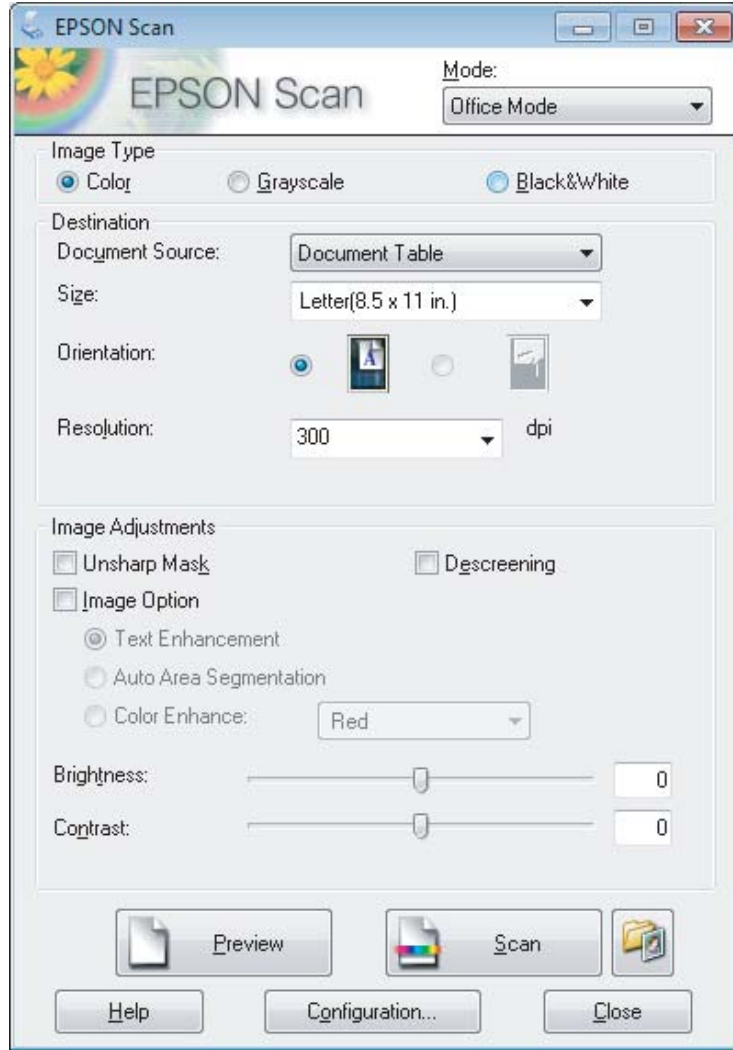 EPSON Scan
EPSON Scan
Mode:
Office Mode
Image Type
Color Grayscale Black&White
Destination
Document Source: Document Table
Size: Letter(8.5 x 11 in.)
Orientation: A
Resolution: 300 dpi
Image Adjustments
Unsharp Mask Descreening
Image Option
Text Enhancement
Auto Area Segmentation
Color Enhance: Red
Brightness: 0
Contrast: 0
Preview Scan
Help Configuration... Close